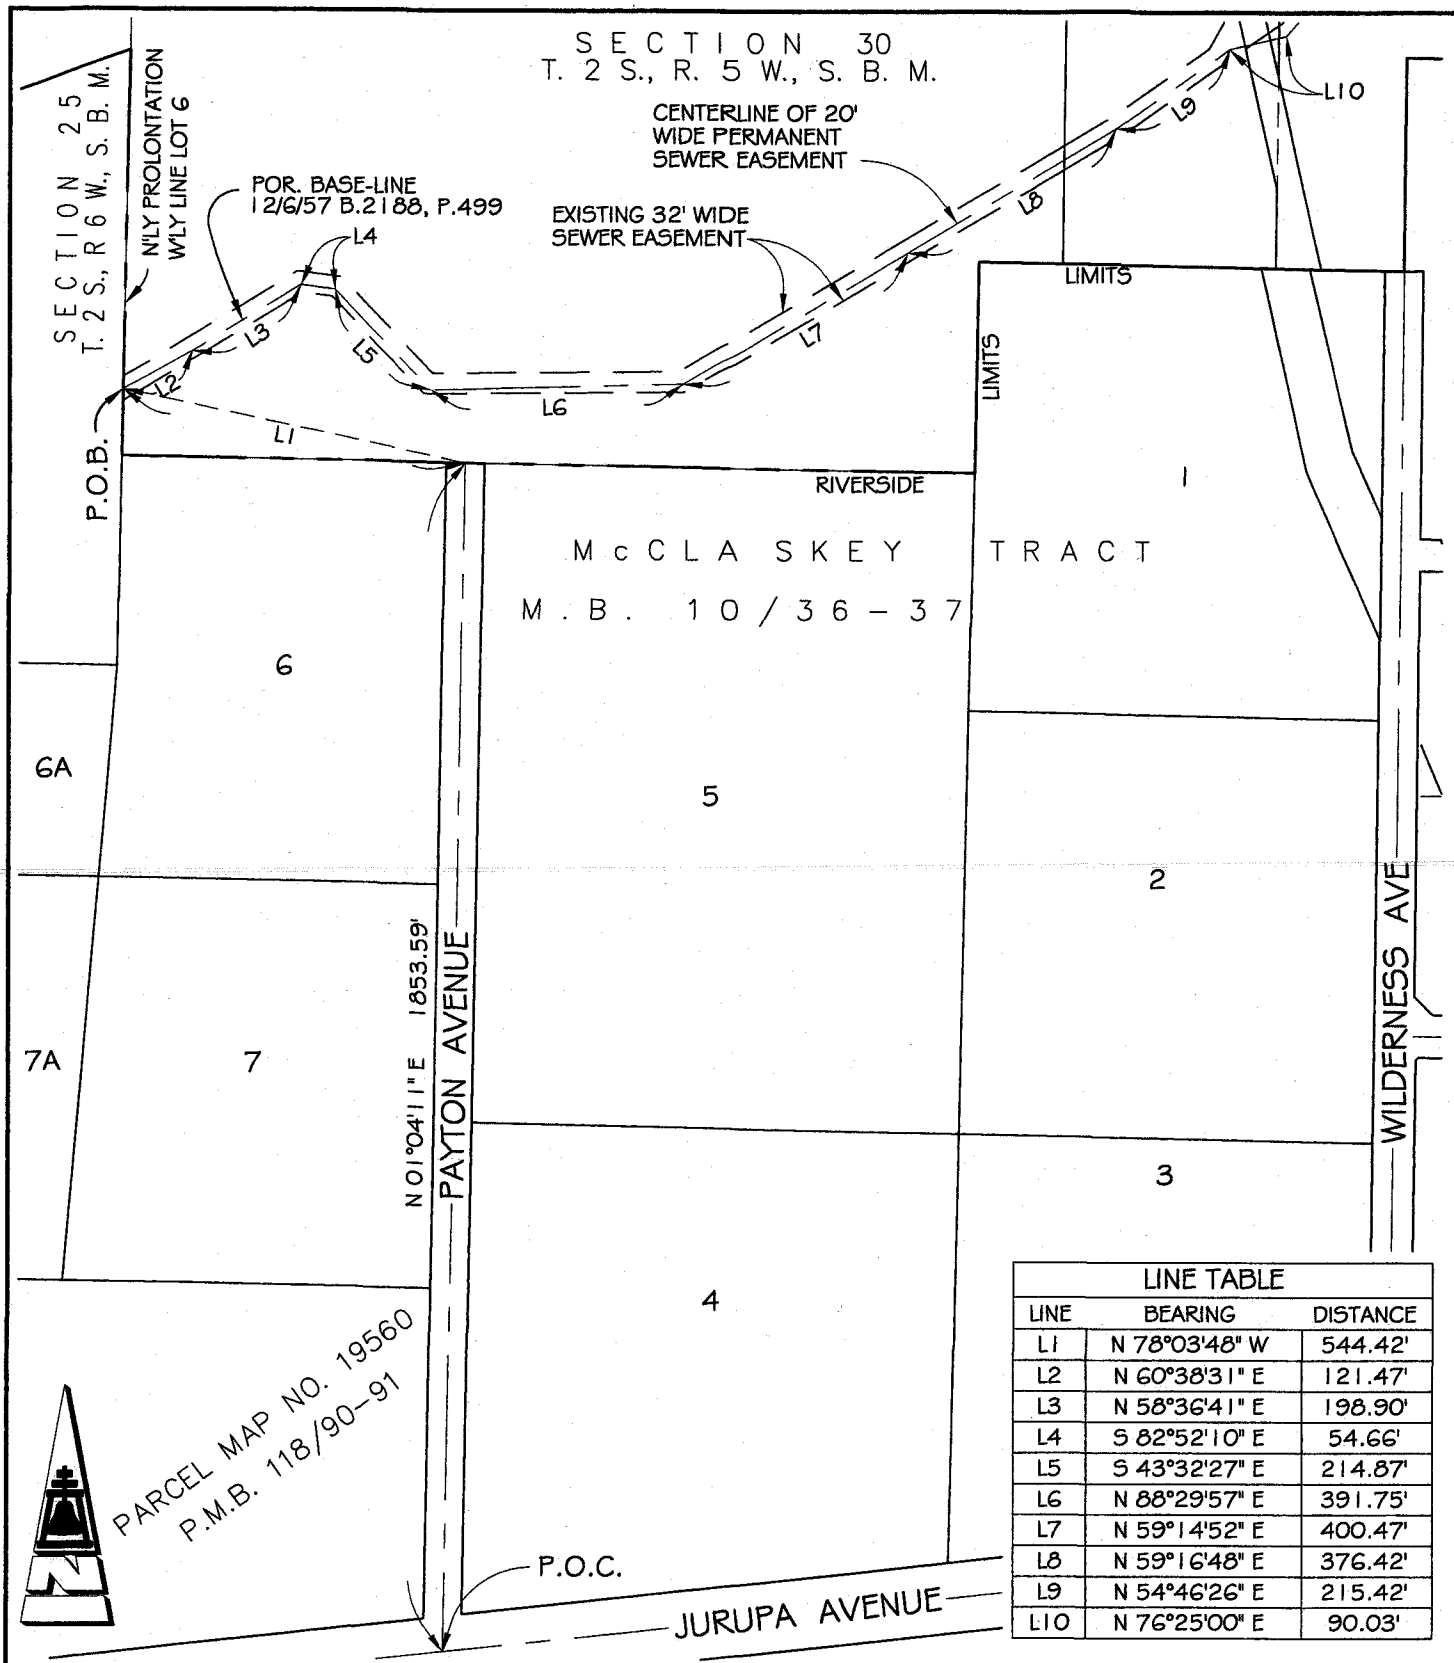 SECTION 30
T. 2 S., R. 5 W., S. B. M.
SECTION 25
T. 2 S., R 6 W., S. B. M.
N'LY PROLONTATION
W'LY LINE LOT 6
CENTERLINE OF 20'
WIDE PERMANENT
SEWER EASEMENT
POR. BASE-LINE
12/6/57 B.2188, P.499
EXISTING 32' WIDE
SEWER EASEMENT
L10
L9
L8
L4
L3
L7
L5
L2
L6
L1
P.O.B.
LIMITS
LIMITS
RIVERSIDE
1
McCLASKEY TRACT
M.B. 10/36-37
6
6A
5
2
7A
7
N 01°04'11" E 1853.59'
PAYTON AVENUE
WILDERNESS AVE
3
4
PARCEL MAP NO. 19560
P.M.B. 118/90-91
N
P.O.C.
JURUPA AVENUE
LINE TABLE
LINE BEARING DISTANCE
L1 N 78°03'48" W 544.42'
L2 N 60°38'31" E 121.47'
L3 N 58°36'41" E 198.90'
L4 S 82°52'10" E 54.66'
L5 S 43°32'27" E 214.87'
L6 N 88°29'57" E 391.75'
L7 N 59°14'52" E 400.47'
L8 N 59°16'48" E 376.42'
L9 N 54°46'26" E 215.42'
L10 N 76°25'00" E 90.03'